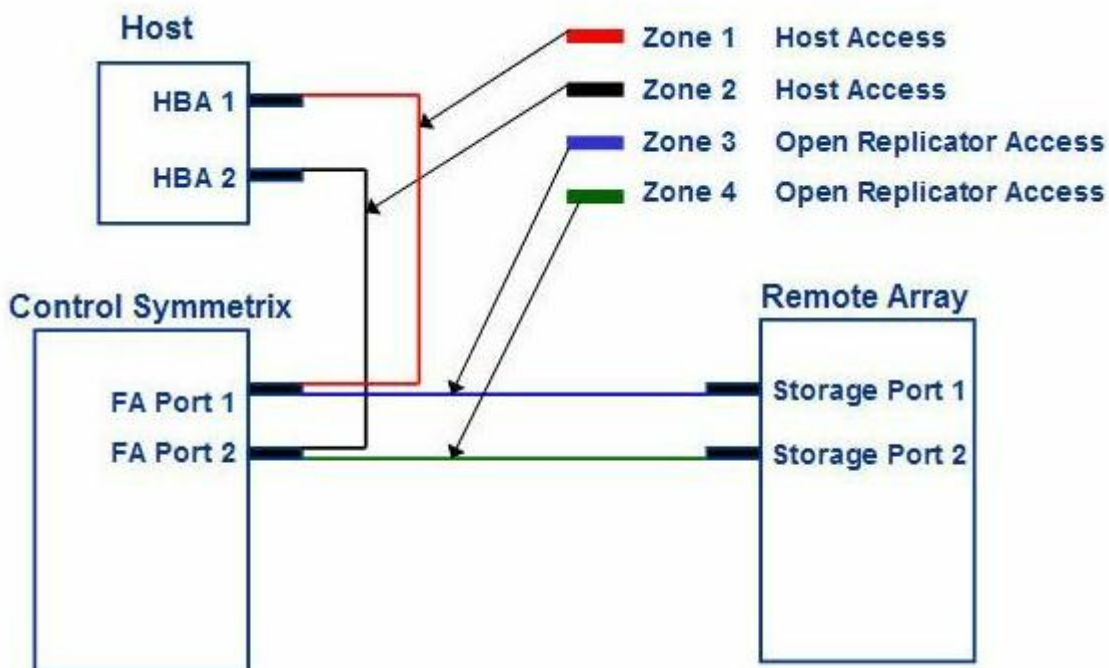 Host
HBA 1
HBA 2
Zone 1 Host Access
Zone 2 Host Access
Zone 3 Open Replicator Access
Zone 4 Open Replicator Access
Control Symmetrix
FA Port 1
FA Port 2
Remote Array
Storage Port 1
Storage Port 2